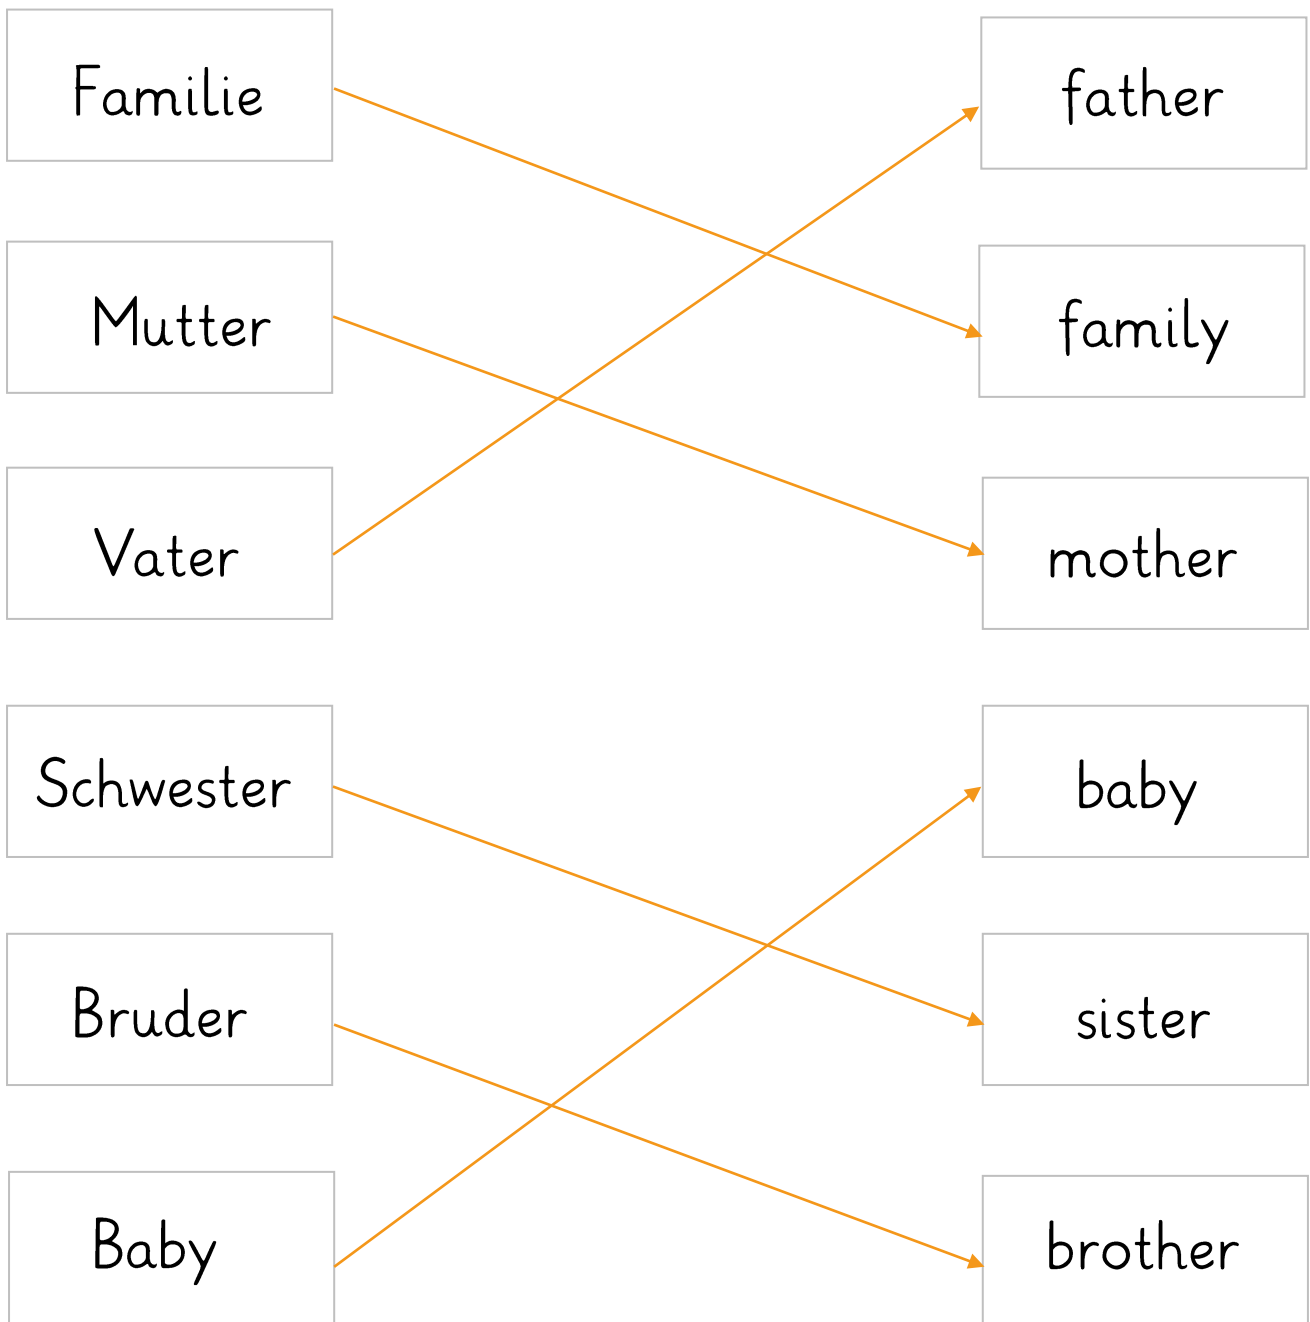 Familie
father
Mutter
family
Vater
mother
Schwester
baby
Bruder
sister
Baby
brother